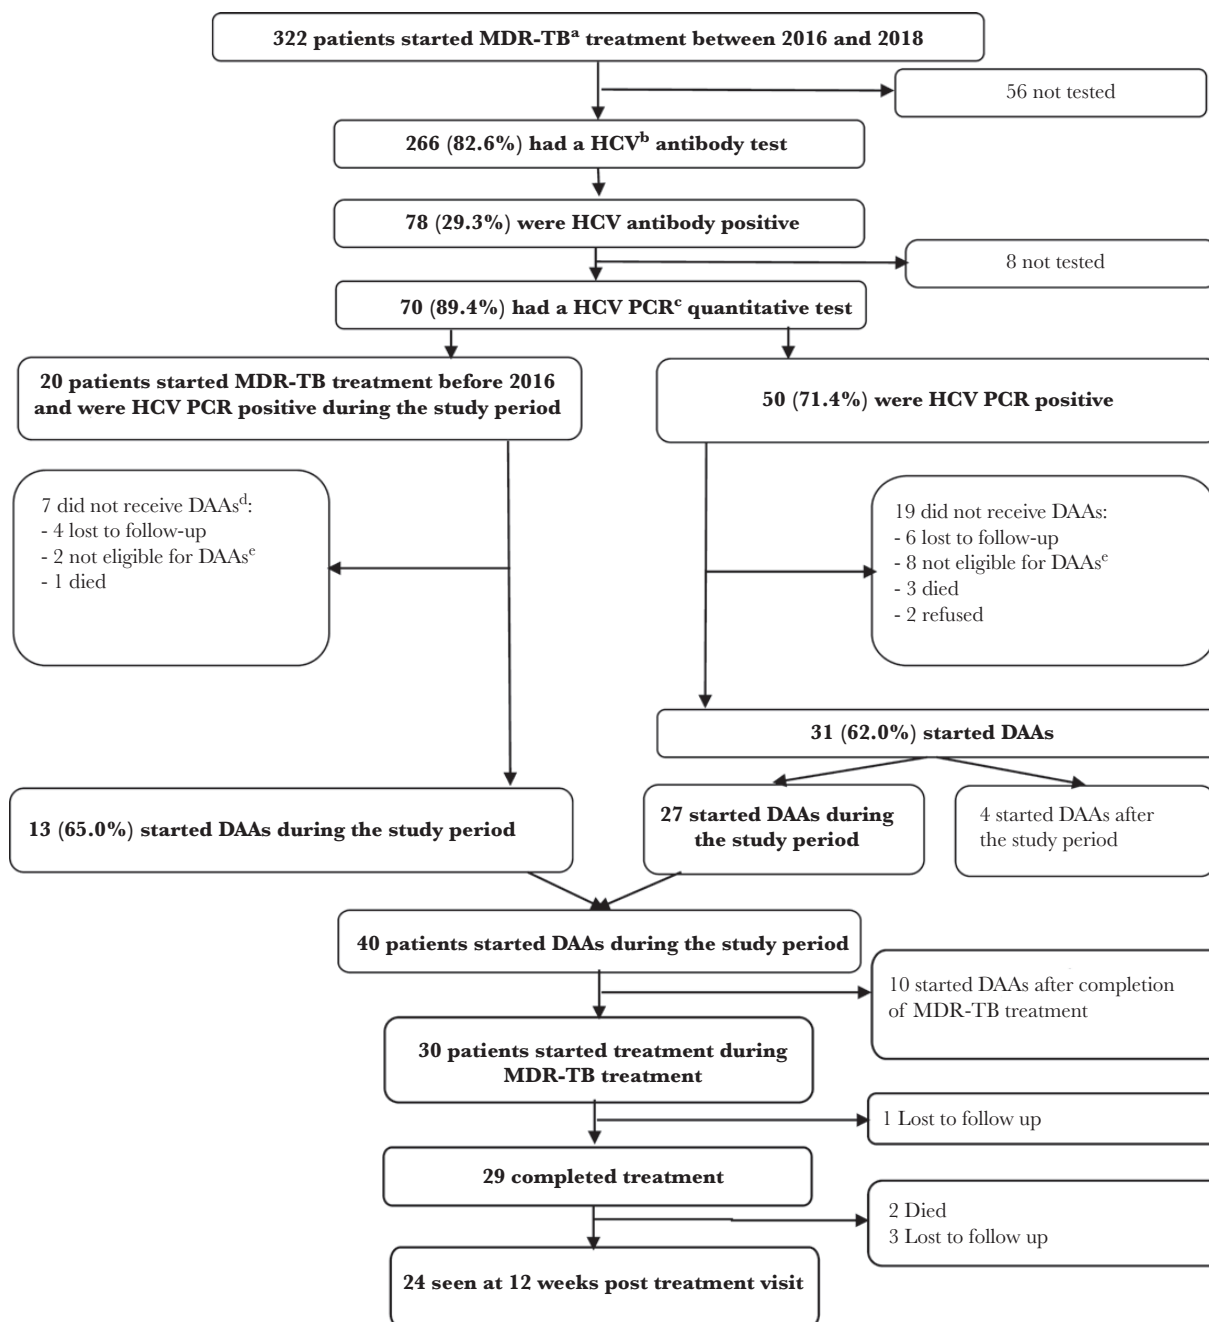 322 patients started MDR-TBa treatment between 2016 and 2018
56 not tested
266 (82.6%) had a HCVb antibody test
78 (29.3%) were HCV antibody positive
8 not tested
70 (89.4%) had a HCV PCRc quantitative test
20 patients started MDR-TB treatment before 2016
and were HCV PCR positive during the study period
50 (71.4%) were HCV PCR positive
7 did not receive DAAsd:
- 4 lost to follow-up
- 2 not eligible for DAAse
- 1 died
19 did not receive DAAs:
- 6 lost to follow-up
- 8 not eligible for DAAse
- 3 died
- 2 refused
31 (62.0%) started DAAs
13 (65.0%) started DAAs during the study period
27 started DAAs during
the study period
4 started DAAs after
the study period
40 patients started DAAs during the study period
10 started DAAs after completion
of MDR-TB treatment
30 patients started treatment during
MDR-TB treatment
1 Lost to follow up
29 completed treatment
2 Died
3 Lost to follow up
24 seen at 12 weeks post treatment visit